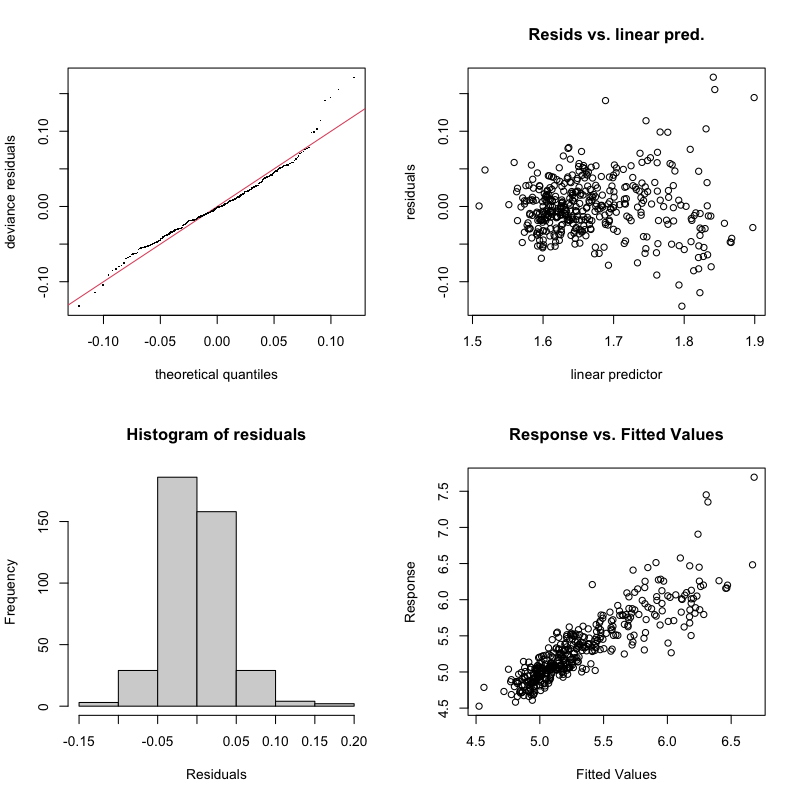 deviance residuals
0.10
0.00
-0.10
-0.10 -0.05 0.00 0.05 0.10
theoretical quantiles
Resids vs. linear pred.
residuals
0.10
0.00
-0.10
1.5 1.6 1.7 1.8 1.9
linear predictor
Histogram of residuals
Frequency
150
100
50
0
-0.15 -0.05 0.05 0.10 0.15 0.20
Residuals
Response vs. Fitted Values
Response
7.5
7.0
6.5
6.0
5.5
5.0
4.5
4.5 5.0 5.5 6.0 6.5
Fitted Values